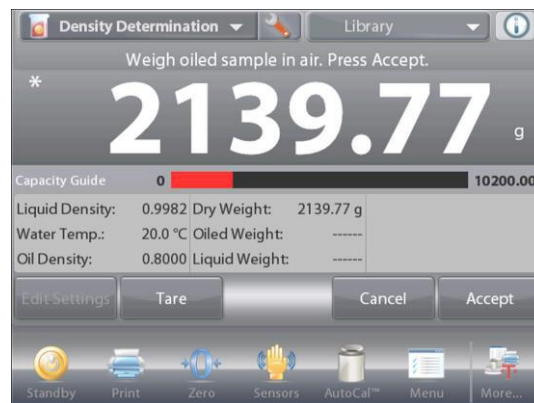 Density Determination Library
Weigh oiled sample in air. Press Accept.
* 2139.77 g
Capacity Guide 0 10200.00
Liquid Density: 0.9982 Dry Weight: 2139.77 g
Water Temp.: 20.0 °C Oiled Weight: ------
Oil Density: 0.8000 Liquid Weight: ------
Edit Settings Tare Cancel Accept
Standby Print Zero Sensors AutoCal™ Menu More...